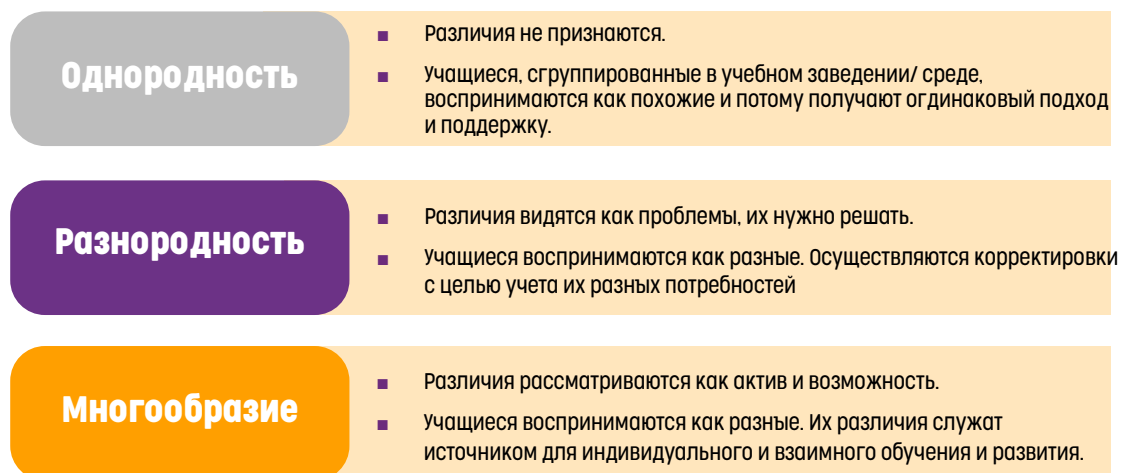 Однородность
Различия не признаются.
Учащиеся, сгруппированные в учебном заведении/ среде,
воспринимаются как похожие и потому получают огдинаковый подход
и поддержку.
Разнородность
Различия видятся как проблемы, их нужно решать.
Учащиеся воспринимаются как разные. Осуществляются корректировки
с целью учета их разных потребностей
Многообразие
Различия рассматриваются как актив и возможность.
Учащиеся воспринимаются как разные. Их различия служат
источником для индивидуального и взаимного обучения и развития.